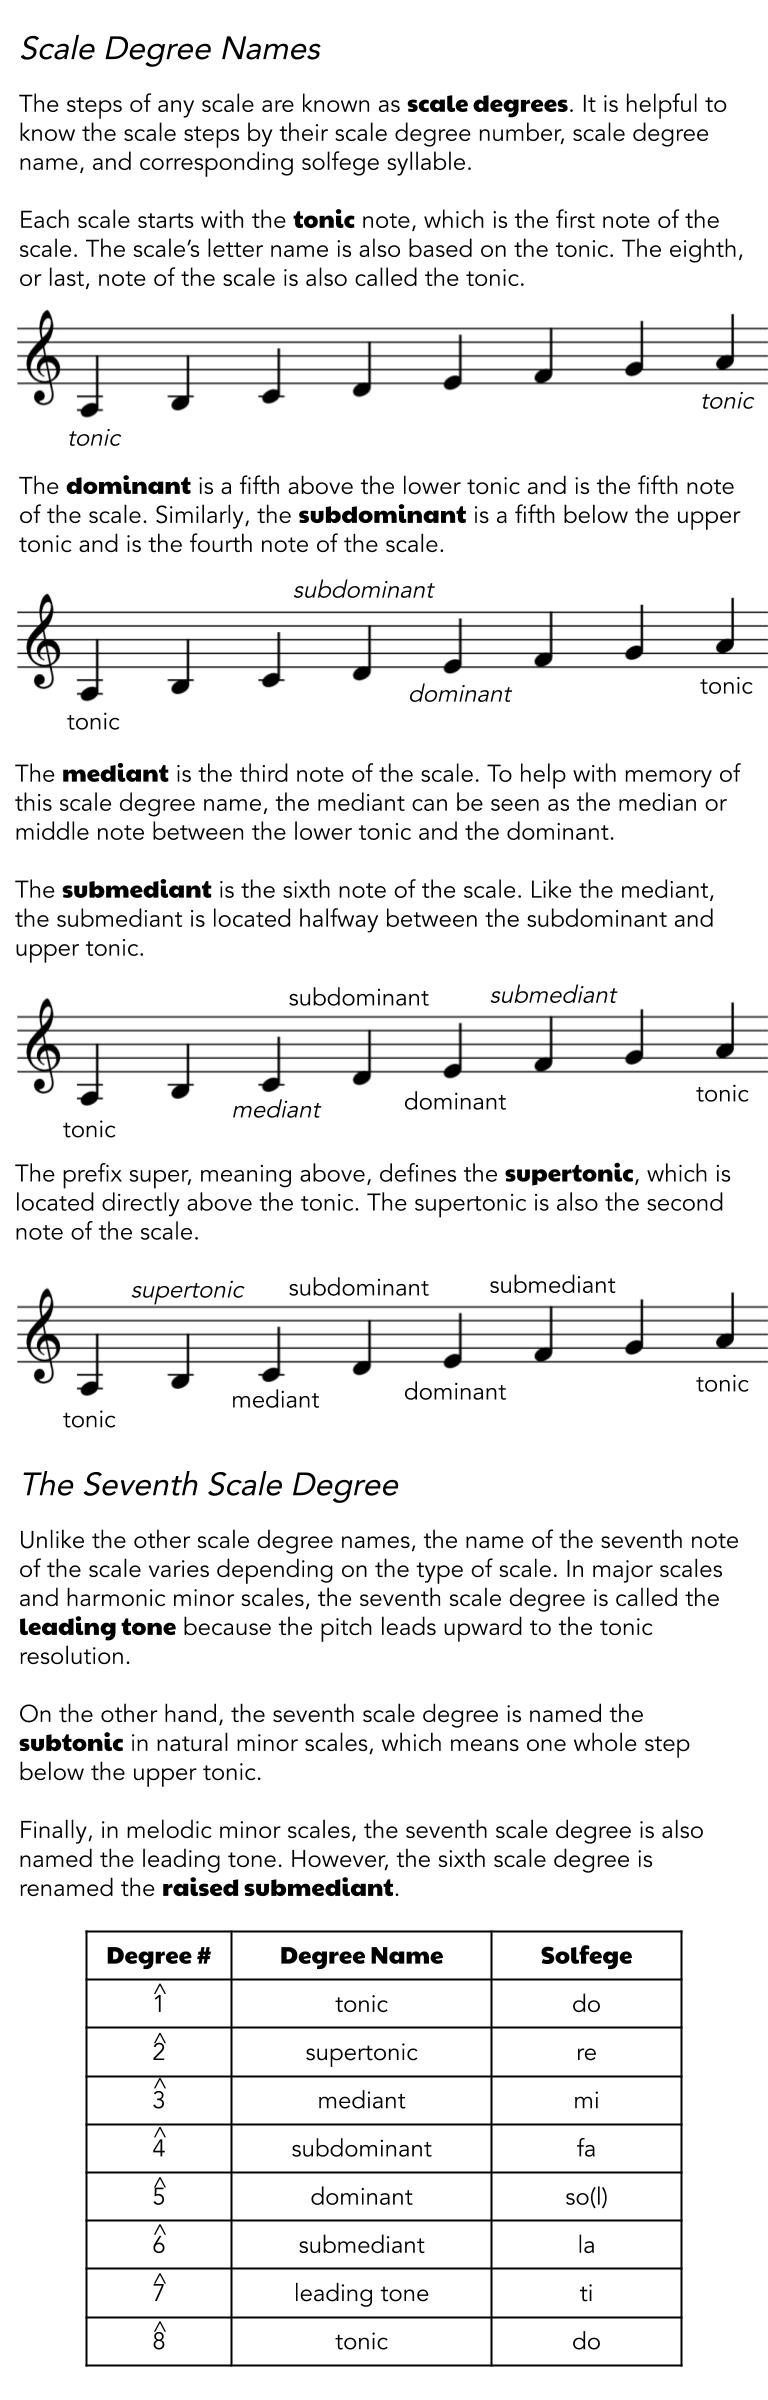 Scale Degree Names
The steps of any scale are known as scale degrees. It is helpful to
know the scale steps by their scale degree number, scale degree
name, and corresponding solfege syllable.
Each scale starts with the tonic note, which is the first note of the
scale. The scale’s letter name is also based on the tonic. The eighth,
or last, note of the scale is also called the tonic.
tonic
tonic
The dominant is a fifth above the lower tonic and is the fifth note
of the scale. Similarly, the subdominant is a fifth below the upper
tonic and is the fourth note of the scale.
subdominant
dominant
tonic
tonic
The mediant is the third note of the scale. To help with memory of
this scale degree name, the mediant can be seen as the median or
middle note between the lower tonic and the dominant.
The submediant is the sixth note of the scale. Like the mediant,
the submediant is located halfway between the subdominant and
upper tonic.
subdominant submediant
mediant dominant tonic
tonic
The prefix super, meaning above, defines the supertonic, which is
located directly above the tonic. The supertonic is also the second
note of the scale.
supertonic subdominant submediant
mediant dominant tonic
tonic
The Seventh Scale Degree
Unlike the other scale degree names, the name of the seventh note
of the scale varies depending on the type of scale. In major scales
and harmonic minor scales, the seventh scale degree is called the
leading tone because the pitch leads upward to the tonic
resolution.
On the other hand, the seventh scale degree is named the
subtonic in natural minor scales, which means one whole step
below the upper tonic.
Finally, in melodic minor scales, the seventh scale degree is also
named the leading tone. However, the sixth scale degree is
renamed the raised submediant.
Degree # Degree Name Solfege
1̂ tonic do
2̂ supertonic re
3̂ mediant mi
4̂ subdominant fa
5̂ dominant so(l)
6̂ submediant la
7̂ leading tone ti
8̂ tonic do